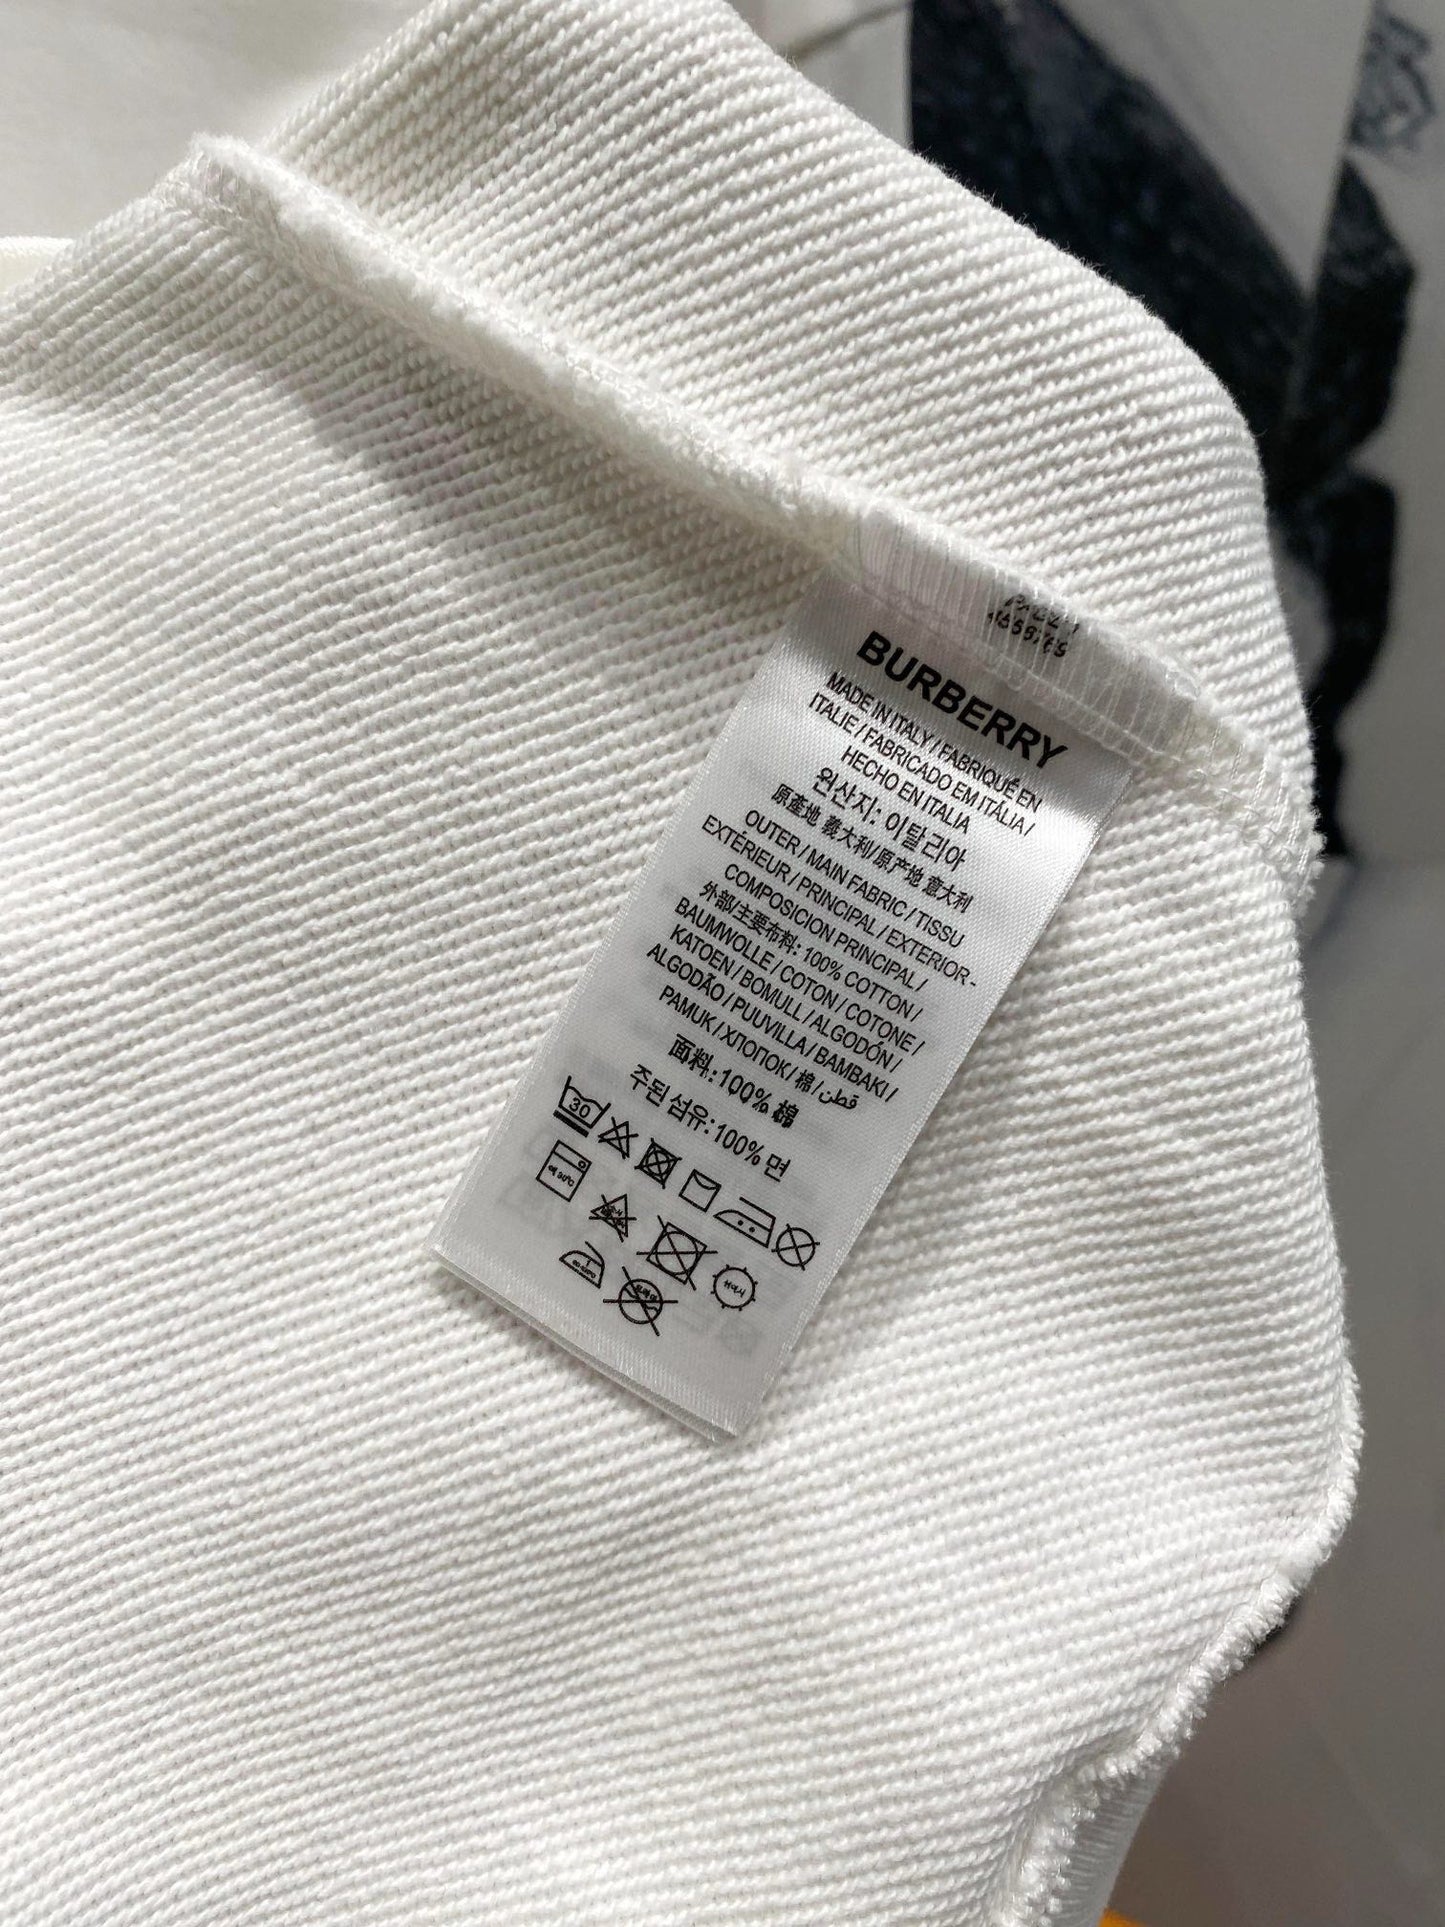 BURBERRY
MADE IN ITALY / FABRIQUÉ EN
ITALIE / FABRICADO EM ITÁLIA /
HECHO EN ITALIA
원산지: 이탈리아
原產地 義大利/原产地 意大利
OUTER / MAIN FABRIC / TISSU
EXTÉRIEUR / PRINCIPAL / EXTERIOR-
COMPOSICION PRINCIPAL /
外部/主要布料: 100% COTTON /
BAUMWOLLE / COTON / COTONE /
KATOEN / BOMULL / ALGODÓN /
ALGODÃO / PUUVILLA / BAMBAKI /
PAMUK / ХЛОПОК / 棉 / قطن
面料: 100% 棉
주된 섬유: 100% 면
30